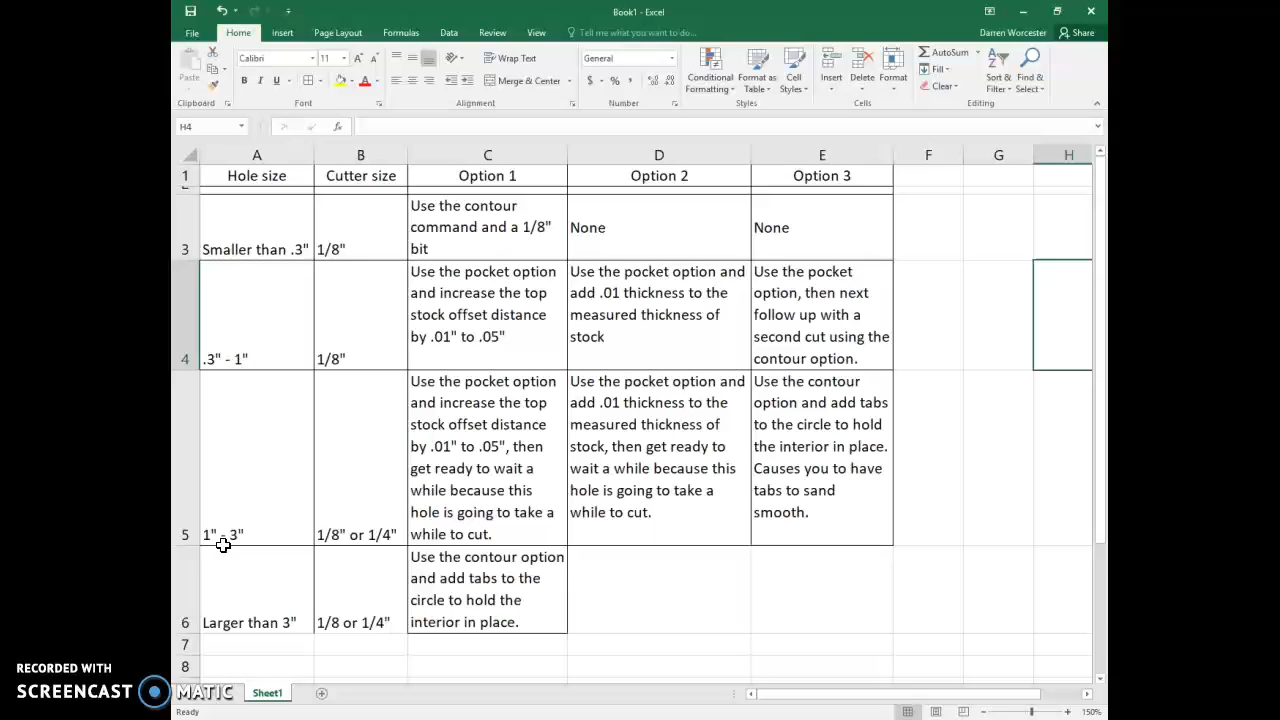 Book1 - Excel
File Home Insert Page Layout Formulas Data Review View Tell me what you want to do... Darren Worcester Share
Paste
Clipboard
Calibri 11 A A
B I U A
Font
Wrap Text
Merge & Center
Alignment
General
$ % , .0 .00
Number
Conditional Formatting
Format as Table
Cell Styles
Styles
Insert Delete Format
Cells
AutoSum
Fill
Clear
Sort & Filter
Find & Select
Editing
H4 fx
A B C D E F G H
1 Hole size Cutter size Option 1 Option 2 Option 3
3 Smaller than .3" 1/8"
Use the contour
command and a 1/8"
bit
None
None
4 .3" - 1" 1/8"
Use the pocket option
and increase the top
stock offset distance
by .01" to .05"
Use the pocket option and
add .01 thickness to the
measured thickness of
stock
Use the pocket
option, then next
follow up with a
second cut using the
contour option.
5 1" - 3" 1/8" or 1/4"
Use the pocket option
and increase the top
stock offset distance
by .01" to .05", then
get ready to wait a
while because this
hole is going to take a
while to cut.
Use the pocket option and
add .01 thickness to the
measured thickness of
stock, then get ready to
wait a while because this
hole is going to take a
while to cut.
Use the contour
option and add tabs
to the circle to hold
the interior in place.
Causes you to have
tabs to sand
smooth.
6 Larger than 3" 1/8 or 1/4"
Use the contour option
and add tabs to the
circle to hold the
interior in place.
7
8
Sheet1
Ready 150%
RECORDED WITH
SCREENCAST MATIC